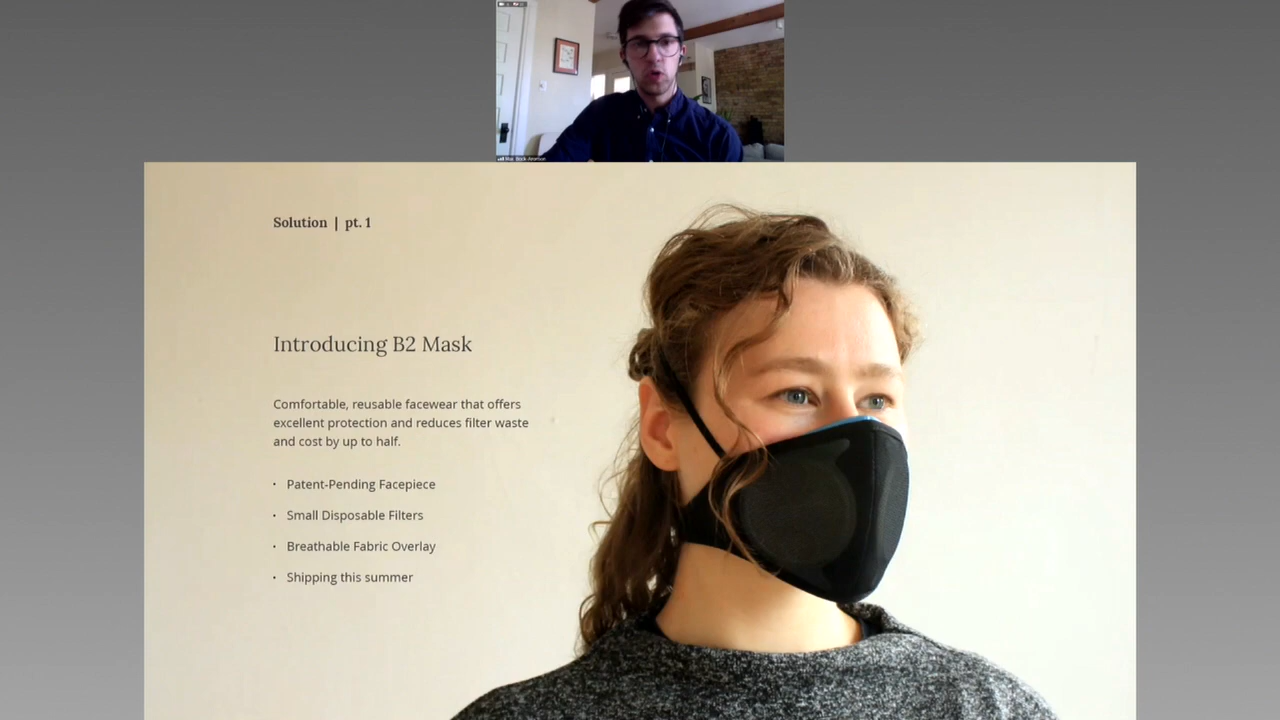 Solution | pt. 1
Introducing B2 Mask
Comfortable, reusable facewear that offers
excellent protection and reduces filter waste
and cost by up to half.
· Patent-Pending Facepiece
· Small Disposable Filters
· Breathable Fabric Overlay
· Shipping this summer